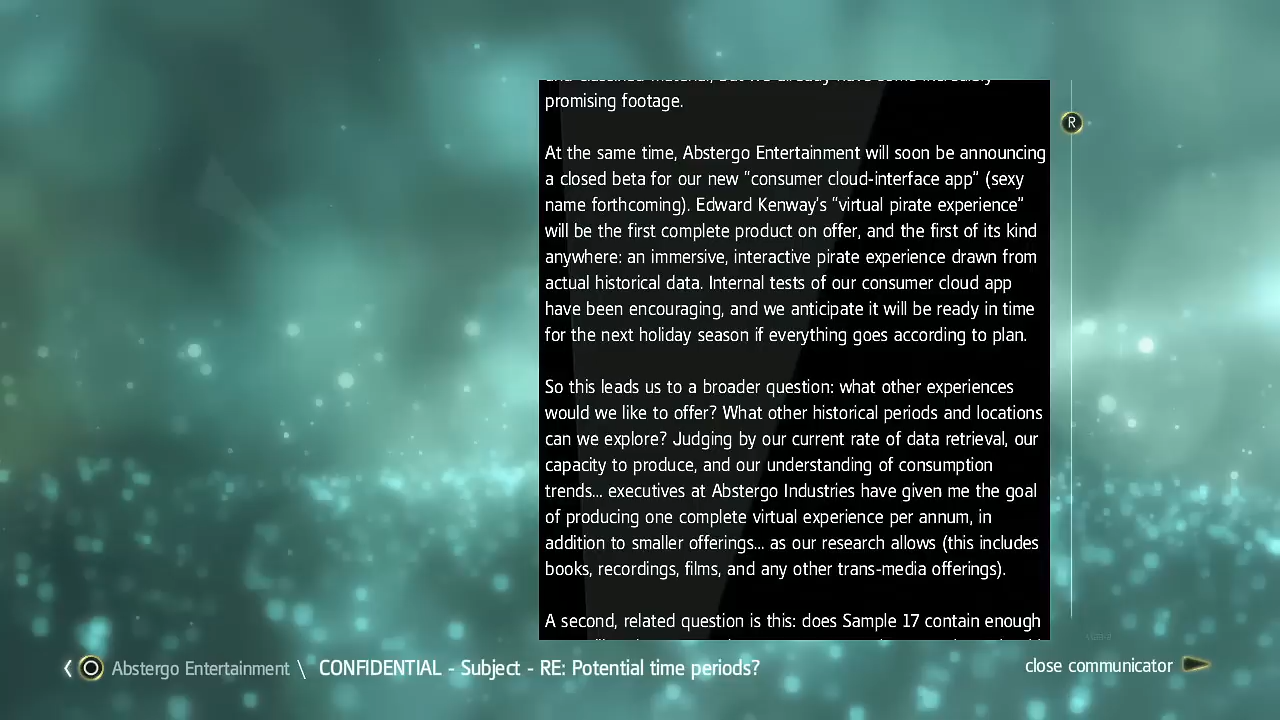 promising footage.
At the same time, Abstergo Entertainment will soon be announcing
a closed beta for our new "consumer cloud-interface app" (sexy
name forthcoming). Edward Kenway's "virtual pirate experience"
will be the first complete product on offer, and the first of its kind
anywhere: an immersive, interactive pirate experience drawn from
actual historical data. Internal tests of our consumer cloud app
have been encouraging, and we anticipate it will be ready in time
for the next holiday season if everything goes according to plan.
So this leads us to a broader question: what other experiences
would we like to offer? What other historical periods and locations
can we explore? Judging by our current rate of data retrieval, our
capacity to produce, and our understanding of consumption
trends... executives at Abstergo Industries have given me the goal
of producing one complete virtual experience per annum, in
addition to smaller offerings... as our research allows (this includes
books, recordings, films, and any other trans-media offerings).
A second, related question is this: does Sample 17 contain enough
R
Abstergo Entertainment \ CONFIDENTIAL - Subject - RE: Potential time periods?
close communicator